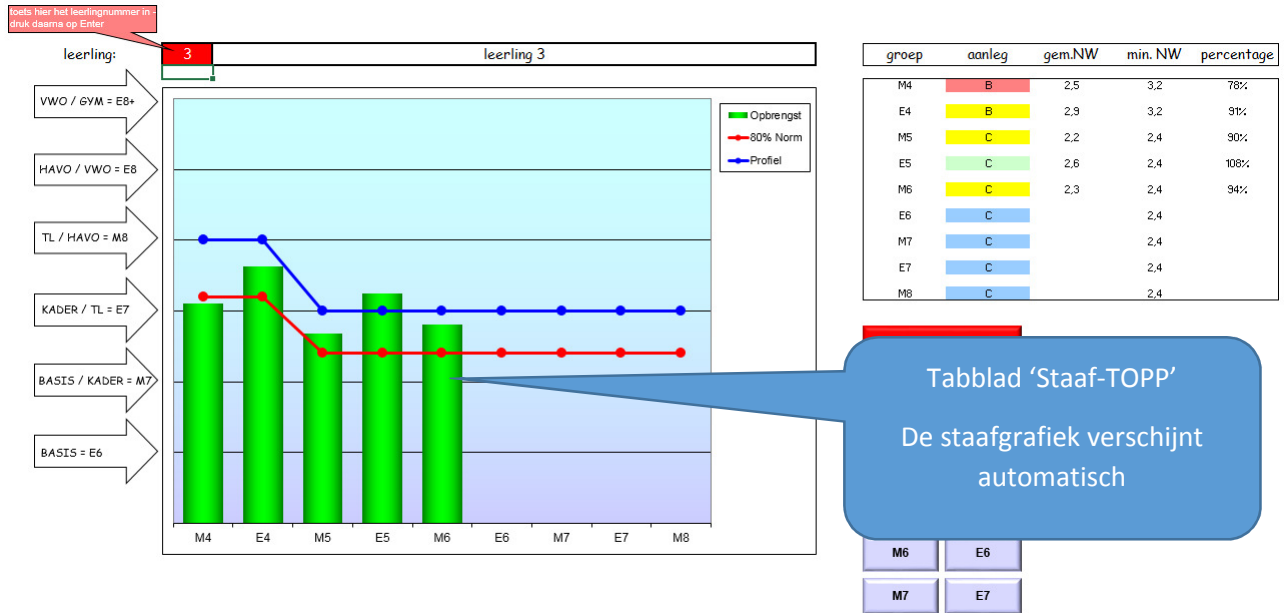 toets hier het leerlingnummer in -
druk daarna op Enter
leerling:
3
leerling 3
VWO / GYM = E8+
HAVO / VWO = E8
TL / HAVO = M8
KADER / TL = E7
BASIS / KADER = M7
BASIS = E6
Opbrengst
80% Norm
Profiel
M4 E4 M5 E5 M6 E6 M7 E7 M8
groep aanleg gem.NW min. NW percentage
M4 B 2,5 3,2 78%
E4 B 2,9 3,2 91%
M5 C 2,2 2,4 90%
E5 C 2,6 2,4 108%
M6 C 2,3 2,4 94%
E6 C 2,4
M7 C 2,4
E7 C 2,4
M8 C 2,4
Tabblad ‘Staaf-TOPP’
De staafgrafiek verschijnt
automatisch
M6 E6
M7 E7